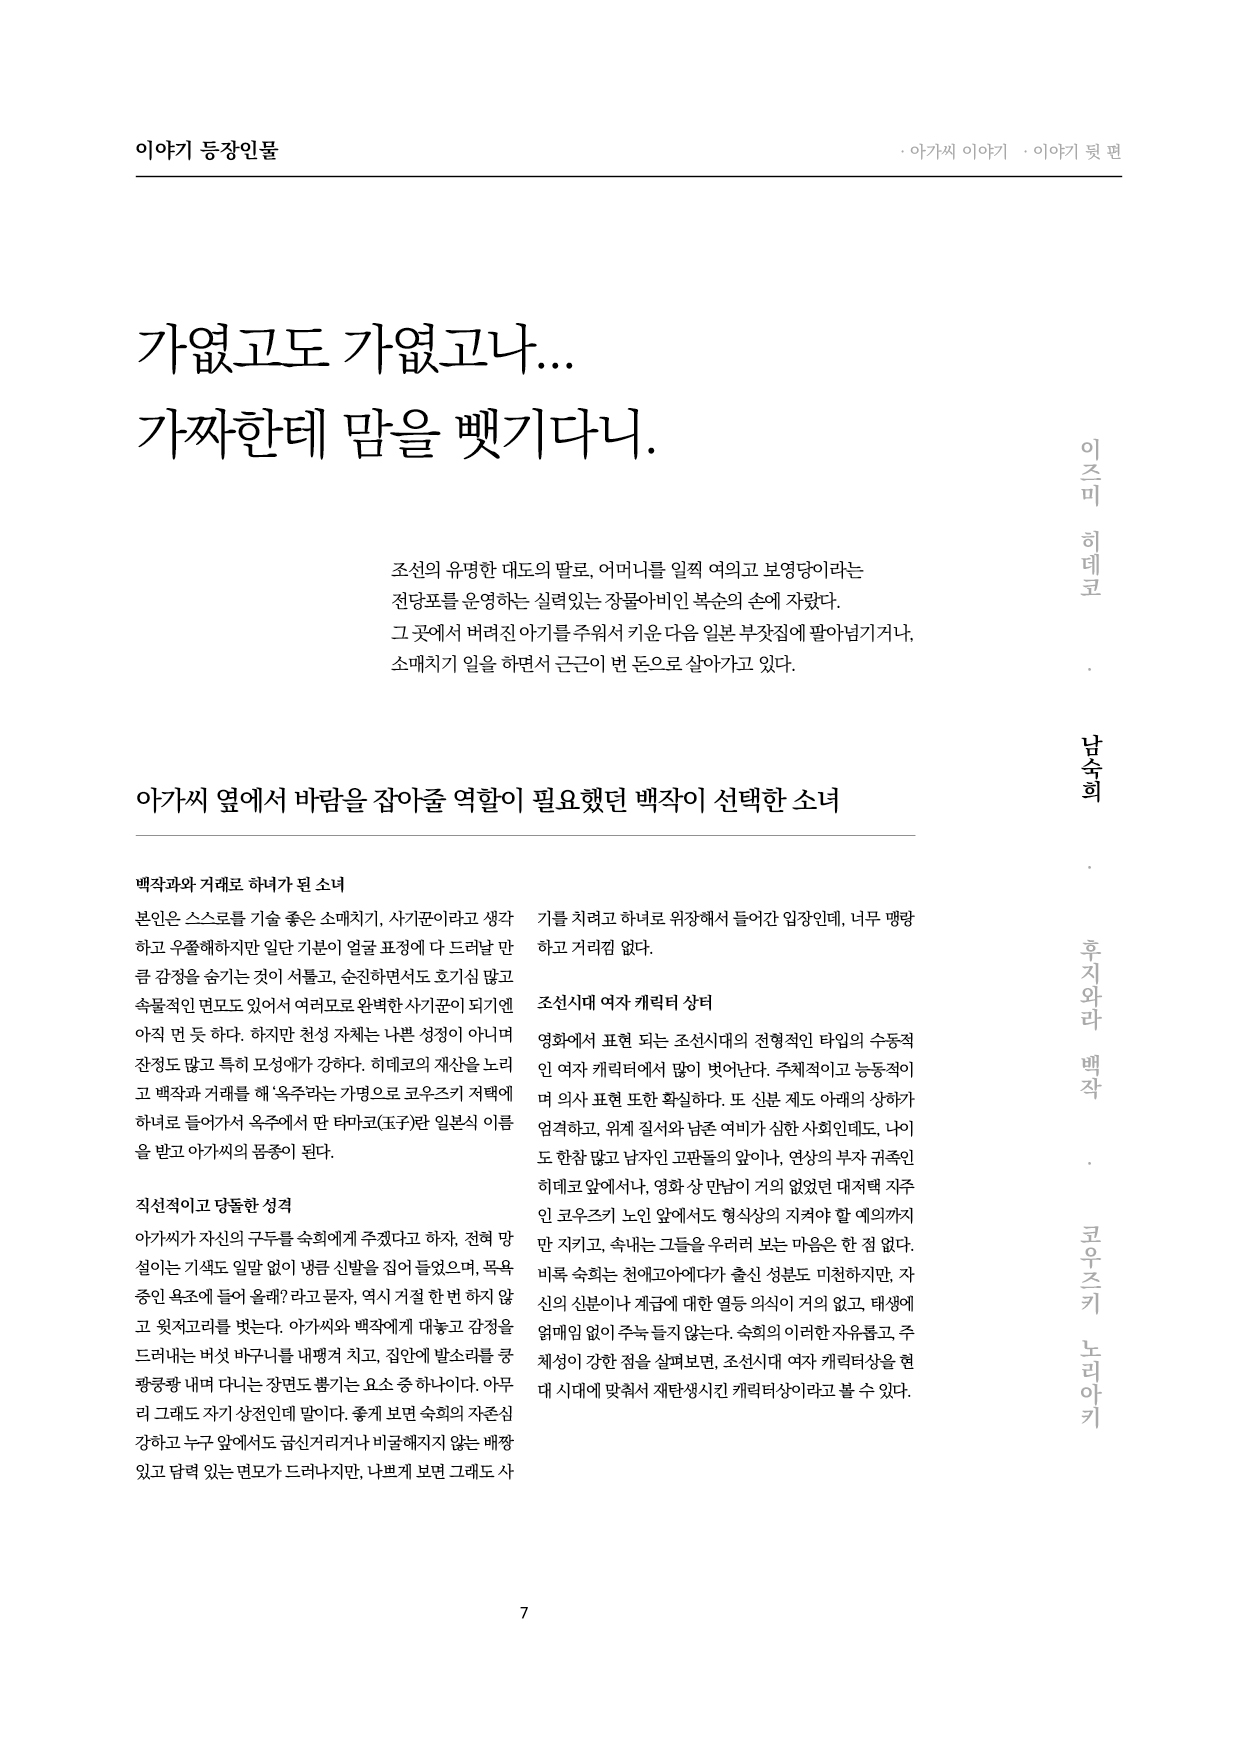 이야기 등장인물
· 아가씨 이야기 · 이야기 뒷 편
가엾고도 가엾고나...
가짜한테 맘을 뺏기다니.
조선의 유명한 대도의 딸로, 어머니를 일찍 여의고 보영당이라는
전당포를 운영하는 실력있는 장물아비인 복순의 손에 자랐다.
그 곳에서 버려진 아기를 주워서 키운 다음 일본 부잣집에 팔아넘기거나,
소매치기 일을 하면서 근근이 번 돈으로 살아가고 있다.
아가씨 옆에서 바람을 잡아줄 역할이 필요했던 백작이 선택한 소녀
백작과와 거래로 하녀가 된 소녀
본인은 스스로를 기술 좋은 소매치기, 사기꾼이라고 생각
하고 우쭐해하지만 일단 기분이 얼굴 표정에 다 드러날 만
큼 감정을 숨기는 것이 서툴고, 순진하면서도 호기심 많고
속물적인 면모도 있어서 여러모로 완벽한 사기꾼이 되기엔
아직 먼 듯 하다. 하지만 천성 자체는 나쁜 성정이 아니며
잔정도 많고 특히 모성애가 강하다. 히데코의 재산을 노리
고 백작과 거래를 해 '옥주'라는 가명으로 코우즈키 저택에
하녀로 들어가서 옥주에서 딴 타마코(玉子)란 일본식 이름
을 받고 아가씨의 몸종이 된다.
직선적이고 당돌한 성격
아가씨가 자신의 구두를 숙희에게 주겠다고 하자, 전혀 망
설이는 기색도 일말 없이 냉큼 신발을 집어 들었으며, 목욕
중인 욕조에 들어 올래? 라고 묻자, 역시 거절 한 번 하지 않
고 윗저고리를 벗는다. 아가씨와 백작에게 대놓고 감정을
드러내는 버섯 바구니를 내팽겨 치고, 집안에 발소리를 쿵
쾅쿵쾅 내며 다니는 장면도 뿜기는 요소 중 하나이다. 아무
리 그래도 자기 상전인데 말이다. 좋게 보면 숙희의 자존심
강하고 누구 앞에서도 굽신거리거나 비굴해지지 않는 배짱
있고 담력 있는 면모가 드러나지만, 나쁘게 보면 그래도 사
기를 치려고 하녀로 위장해서 들어간 입장인데, 너무 맹랑
하고 거리낌 없다.
조선시대 여자 캐릭터 상터
영화에서 표현 되는 조선시대의 전형적인 타입의 수동적
인 여자 캐릭터에서 많이 벗어난다. 주체적이고 능동적이
며 의사 표현 또한 확실하다. 또 신분 제도 아래의 상하가
엄격하고, 위계 질서와 남존 여비가 심한 사회인데도, 나이
도 한참 많고 남자인 고판돌의 앞이나, 연상의 부자 귀족인
히데코 앞에서나, 영화 상 만남이 거의 없었던 대저택 지주
인 코우즈키 노인 앞에서도 형식상의 지켜야 할 예의까지
만 지키고, 속내는 그들을 우러러 보는 마음은 한 점 없다.
비록 숙희는 천애고아에다가 출신 성분도 미천하지만, 자
신의 신분이나 계급에 대한 열등 의식이 거의 없고, 태생에
얽매임 없이 주눅 들지 않는다. 숙희의 이러한 자유롭고, 주
체성이 강한 점을 살펴보면, 조선시대 여자 캐릭터상을 현
대 시대에 맞춰서 재탄생시킨 캐릭터상이라고 볼 수 있다.
이즈미 히데코 · 남숙희 · 후지와라 백작 · 코우즈키 노리아키
7